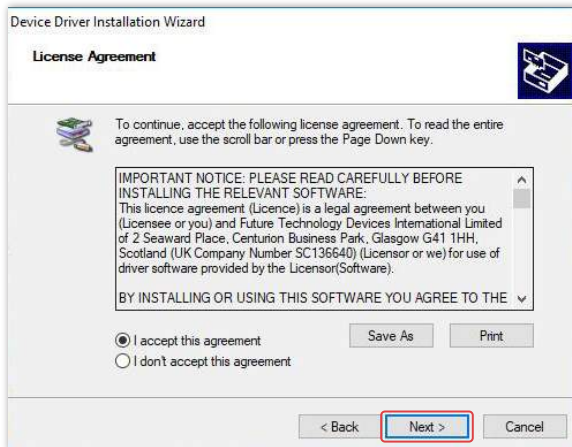 Device Driver Installation Wizard
License Agreement
To continue, accept the following license agreement. To read the entire
agreement, use the scroll bar or press the Page Down key.
IMPORTANT NOTICE: PLEASE READ CAREFULLY BEFORE
INSTALLING THE RELEVANT SOFTWARE:
This licence agreement (Licence) is a legal agreement between you
(Licensee or you) and Future Technology Devices International Limited
of 2 Seaward Place, Centurion Business Park, Glasgow G41 1HH,
Scotland (UK Company Number SC136640) (Licensor or we) for use of
driver software provided by the Licensor(Software).
BY INSTALLING OR USING THIS SOFTWARE YOU AGREE TO THE
I accept this agreement
Save As
Print
I don't accept this agreement
< Back
Next >
Cancel